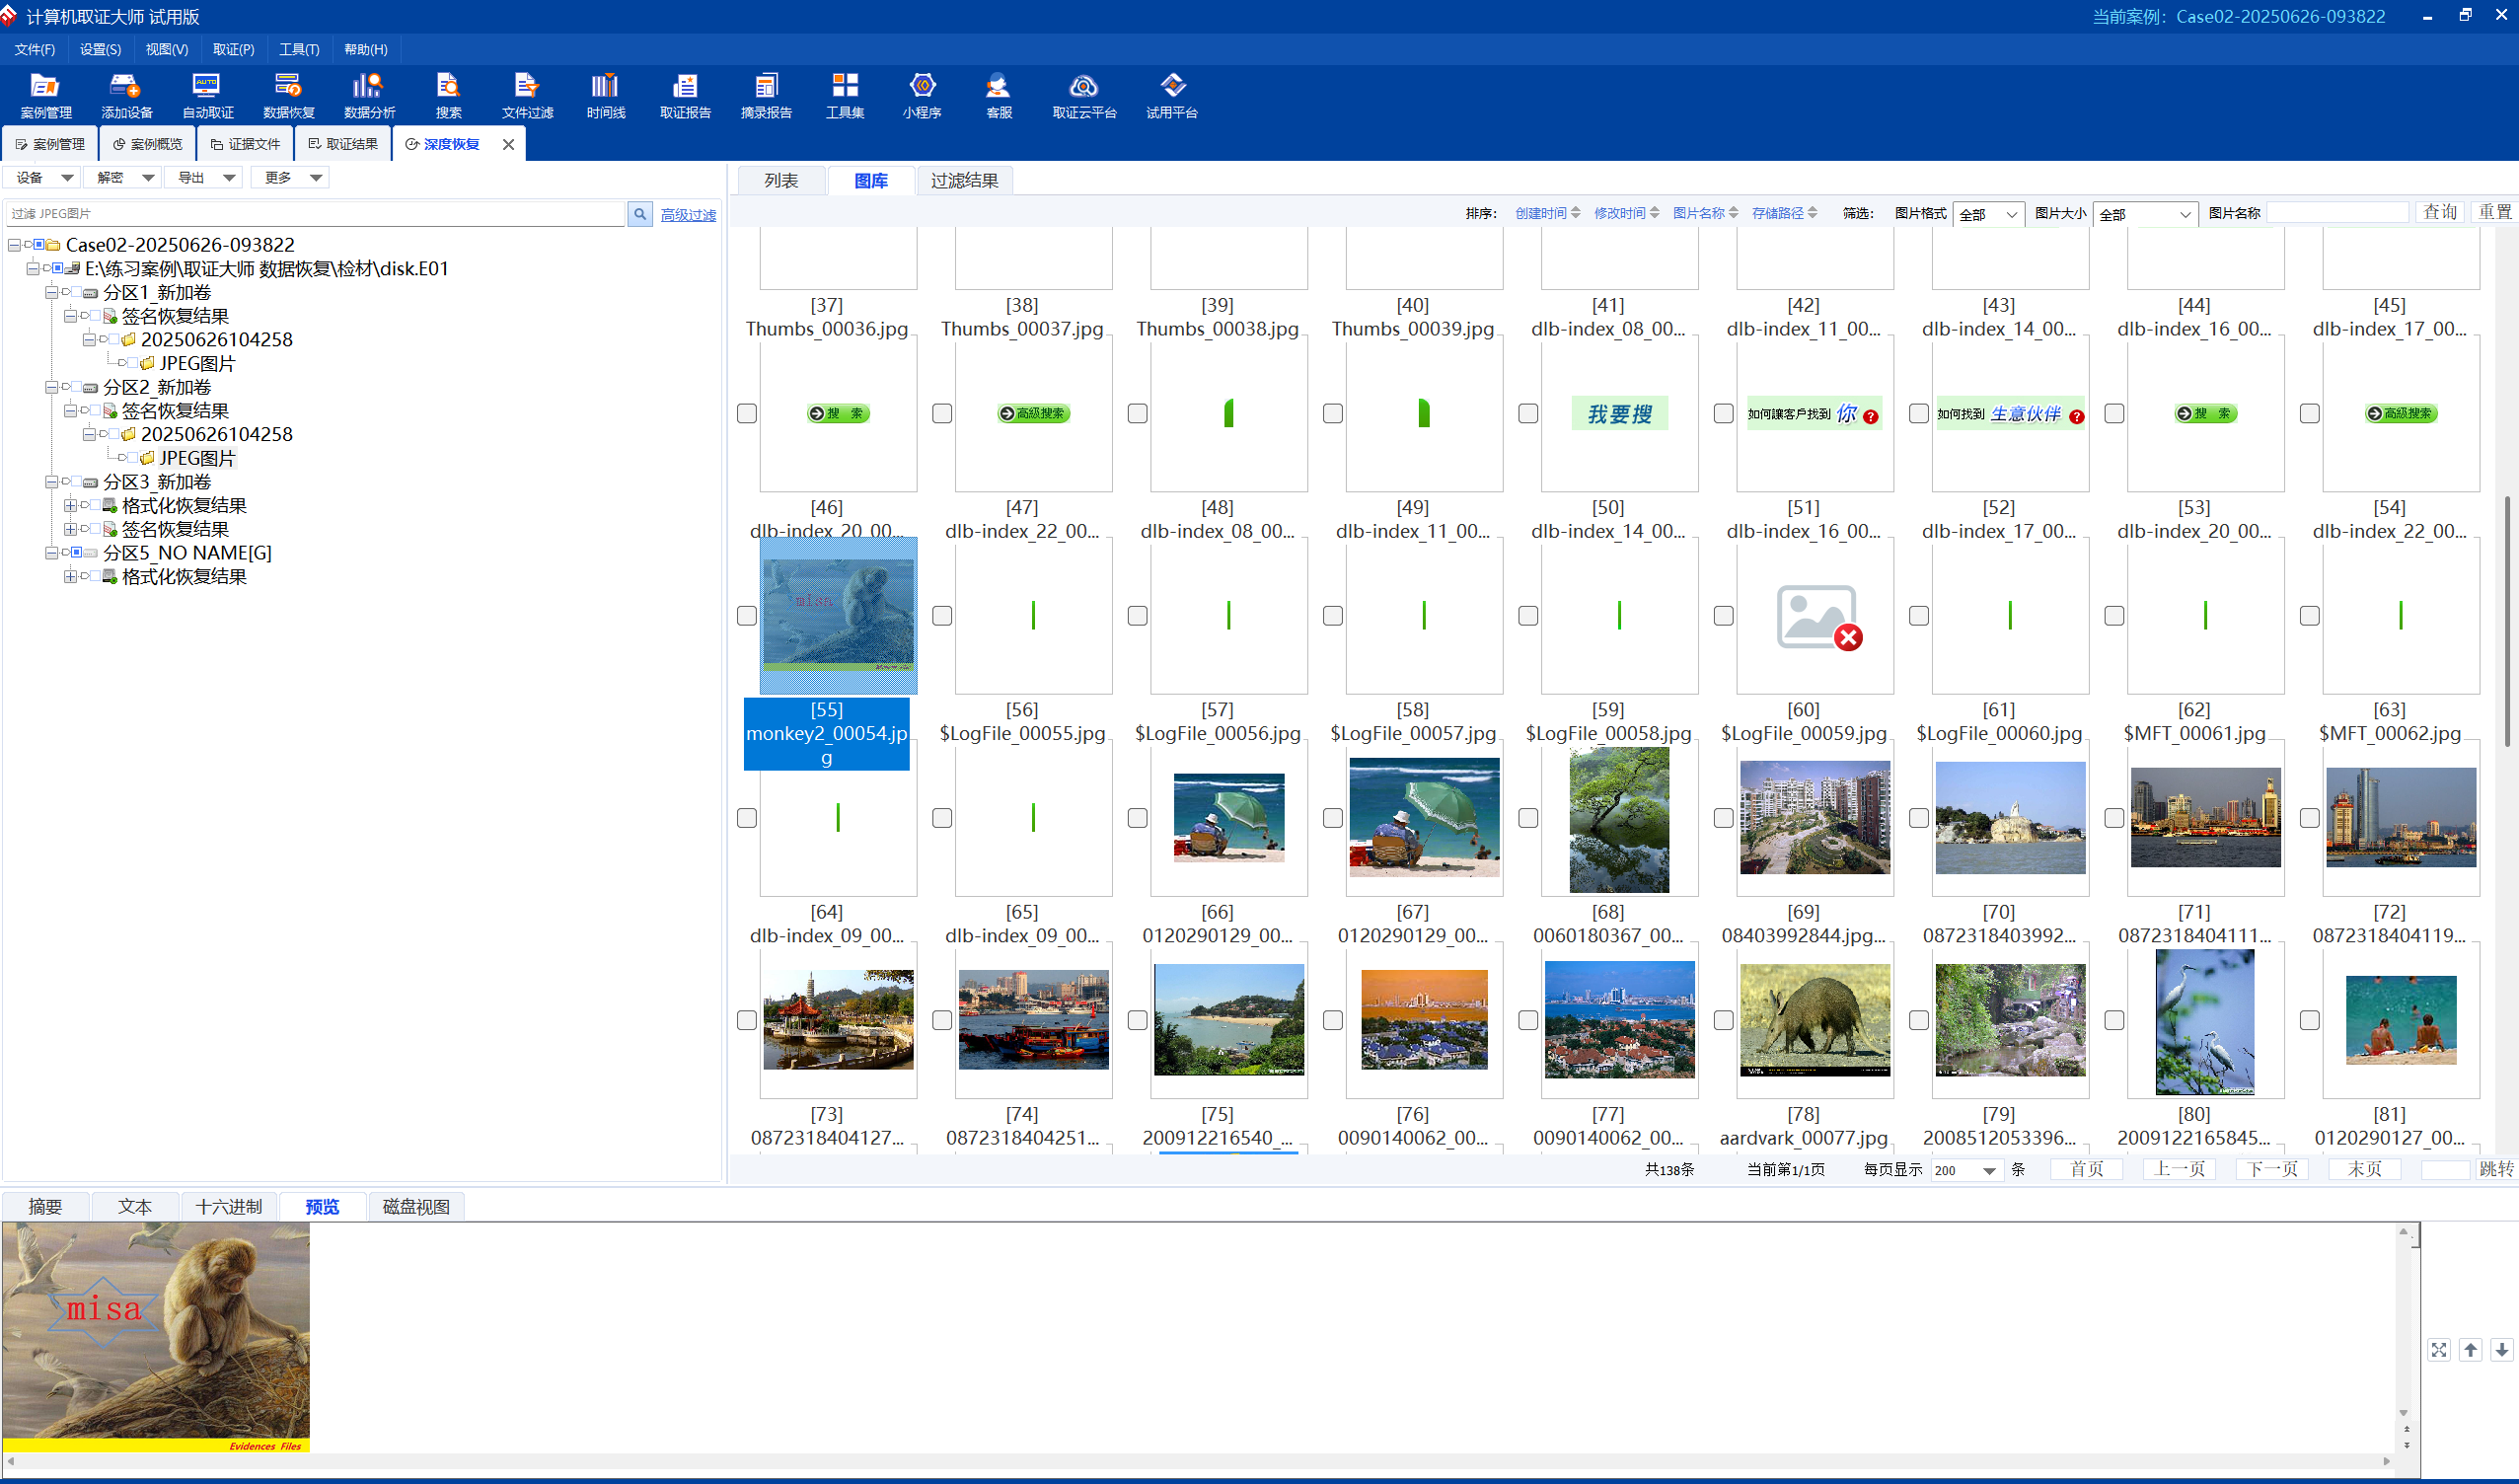 计算机取证大师 试用版
当前案例：Case02-20250626-093822
文件(F) 设置(S) 视图(V) 取证(P) 工具(T) 帮助(H)
案例管理 添加设备 自动取证 数据恢复 数据分析 搜索 文件过滤 时间线 取证报告 摘录报告 工具集 小程序 客服 取证云平台 试用平台
案例管理 案例概览 证据文件 取证结果 深度恢复
设备 解密 导出 更多
过滤 JPEG图片 高级过滤
Case02-20250626-093822
E:\练习案例\取证大师 数据恢复\检材\disk.E01
分区1_新加卷
签名恢复结果
20250626104258
JPEG图片
分区2_新加卷
签名恢复结果
20250626104258
JPEG图片
分区3_新加卷
格式化恢复结果
签名恢复结果
分区5_NO NAME[G]
格式化恢复结果
列表 图库 过滤结果
排序： 创建时间 修改时间 图片名称 存储路径 筛选： 图片格式 全部 图片大小 全部 图片名称 查询 重置
[37] [38] [39] [40] [41] [42] [43] [44] [45]
Thumbs_00036.jpg Thumbs_00037.jpg Thumbs_00038.jpg Thumbs_00039.jpg dlb-index_08_00... dlb-index_11_00... dlb-index_14_00... dlb-index_16_00... dlb-index_17_00...
搜 索 高級搜索 我要搜 如何讓客戶找到 你 ? 如何找到 生意伙伴 ? 搜 索 高級搜索
[46] [47] [48] [49] [50] [51] [52] [53] [54]
dlb-index_20_00... dlb-index_22_00... dlb-index_08_00... dlb-index_11_00... dlb-index_14_00... dlb-index_16_00... dlb-index_17_00... dlb-index_20_00... dlb-index_22_00...
misa
[55] [56] [57] [58] [59] [60] [61] [62] [63]
monkey2_00054.jpg $LogFile_00055.jpg $LogFile_00056.jpg $LogFile_00057.jpg $LogFile_00058.jpg $LogFile_00059.jpg $LogFile_00060.jpg $MFT_00061.jpg $MFT_00062.jpg
[64] [65] [66] [67] [68] [69] [70] [71] [72]
dlb-index_09_00... dlb-index_09_00... 0120290129_00... 0120290129_00... 0060180367_00... 08403992844.jpg... 0872318403992... 0872318404111... 0872318404119...
[73] [74] [75] [76] [77] [78] [79] [80] [81]
0872318404127... 0872318404251... 200912216540_... 0090140062_00... 0090140062_00... aardvark_00077.jpg 2008512053396... 2009122165845... 0120290127_00...
共138条 当前第1/1页 每页显示 200 条 首页 上一页 下一页 末页 跳转
摘要 文本 十六进制 预览 磁盘视图
misa
Evidences Files